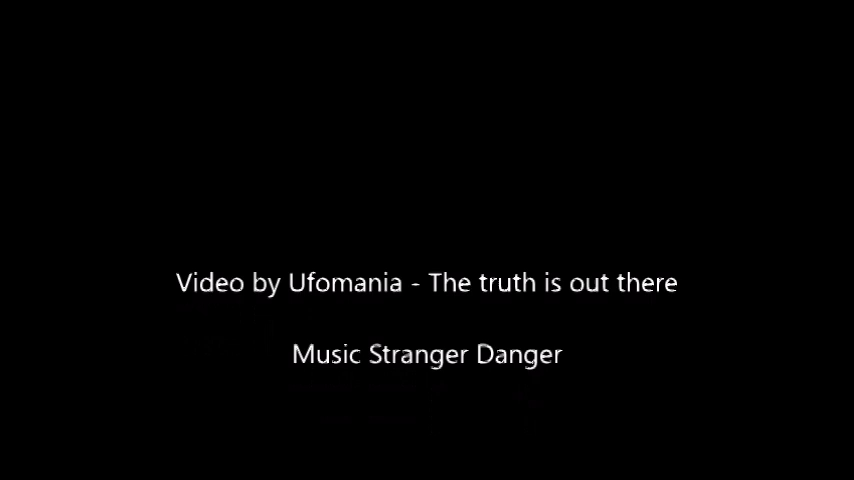 Video by Ufomania - The truth is out there
Music Stranger Danger